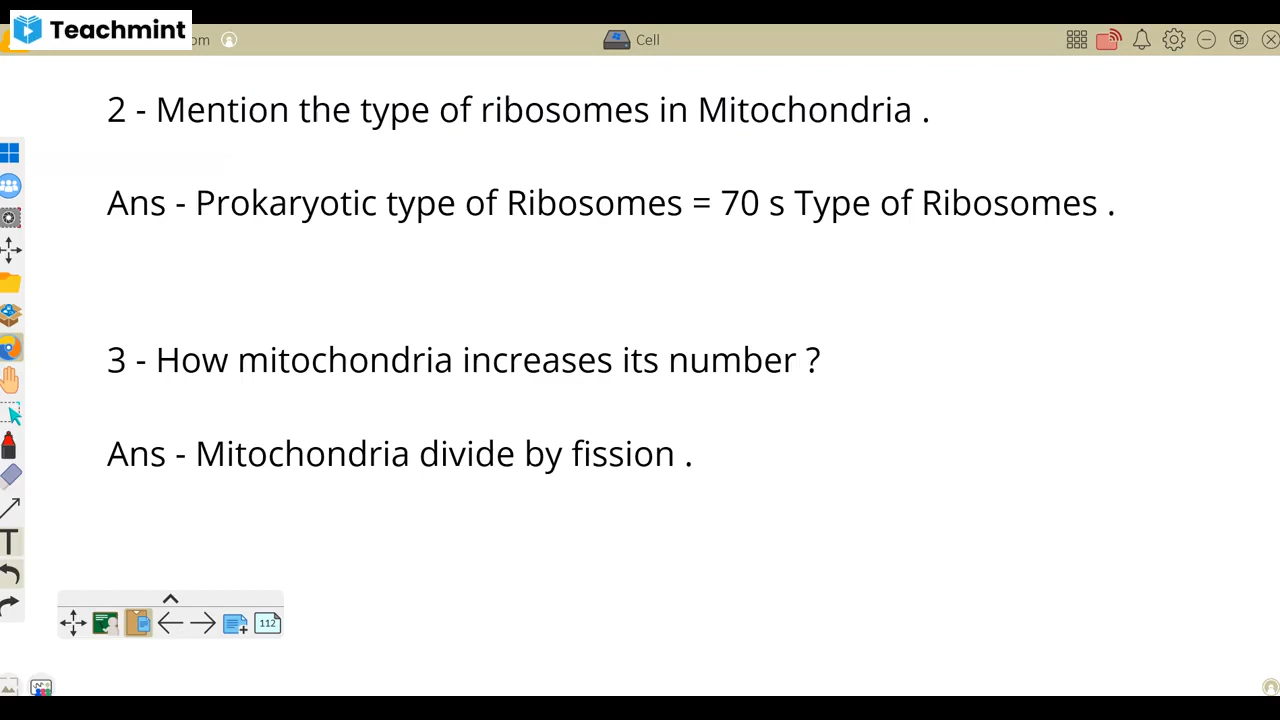 Teachmint
om
Cell
2 - Mention the type of ribosomes in Mitochondria .
Ans - Prokaryotic type of Ribosomes = 70 s Type of Ribosomes .
3 - How mitochondria increases its number ?
Ans - Mitochondria divide by fission .
T
112